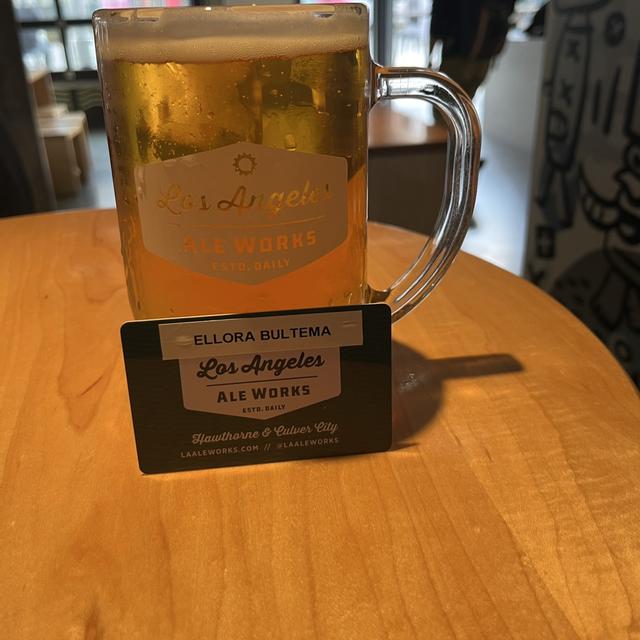 Los Angeles
ALE WORKS
ESTD. DAILY
ELLORA BULTEMA
Los Angeles
ALE WORKS
ESTD. DAILY
Hawthorne & Culver City
LAALEWORKS.COM // @LAALEWORKS